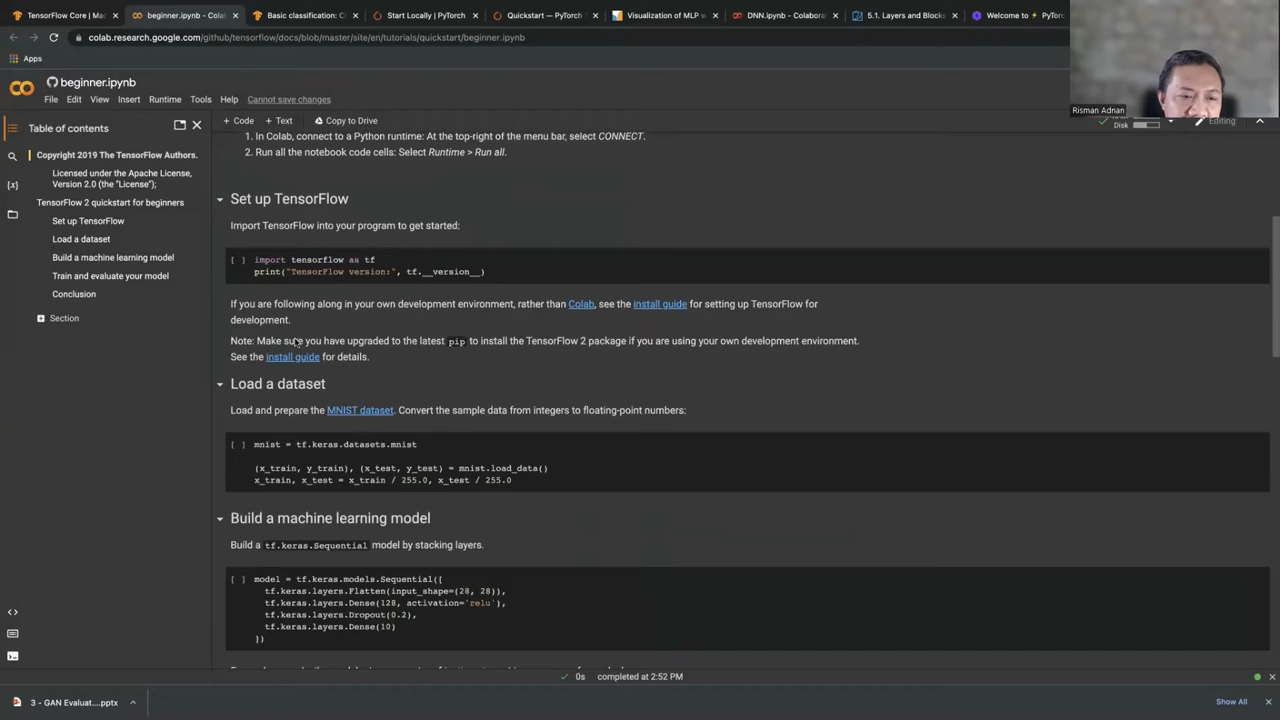 TensorFlow Core | Ma
beginner.ipynb - Colab
Basic classification: C
Start Locally | PyTorch
Quickstart — PyTorch
Visualization of MLP w
DNN.ipynb - Colaborat
5.1. Layers and Blocks
Welcome to ⚡ PyTo
colab.research.google.com/github/tensorflow/docs/blob/master/site/en/tutorials/quickstart/beginner.ipynb
Apps
beginner.ipynb
File Edit View Insert Runtime Tools Help Cannot save changes
Risman Adnan
+ Code + Text Copy to Drive
Disk
Editing
Table of contents
Copyright 2019 The TensorFlow Authors.
Licensed under the Apache License,
Version 2.0 (the "License");
TensorFlow 2 quickstart for beginners
Set up TensorFlow
Load a dataset
Build a machine learning model
Train and evaluate your model
Conclusion
Section
1. In Colab, connect to a Python runtime: At the top-right of the menu bar, select CONNECT.
2. Run all the notebook code cells: Select Runtime > Run all.
Set up TensorFlow
Import TensorFlow into your program to get started:
[ ] import tensorflow as tf
print("TensorFlow version:", tf.__version__)
If you are following along in your own development environment, rather than Colab, see the install guide for setting up TensorFlow for
development.
Note: Make sure you have upgraded to the latest pip to install the TensorFlow 2 package if you are using your own development environment.
See the install guide for details.
Load a dataset
Load and prepare the MNIST dataset. Convert the sample data from integers to floating-point numbers:
[ ] mnist = tf.keras.datasets.mnist
(x_train, y_train), (x_test, y_test) = mnist.load_data()
x_train, x_test = x_train / 255.0, x_test / 255.0
Build a machine learning model
Build a tf.keras.Sequential model by stacking layers.
[ ] model = tf.keras.models.Sequential([
tf.keras.layers.Flatten(input_shape=(28, 28)),
tf.keras.layers.Dense(128, activation='relu'),
tf.keras.layers.Dropout(0.2),
tf.keras.layers.Dense(10)
])
0s completed at 2:52 PM
3 - GAN Evaluat....pptx
Show All